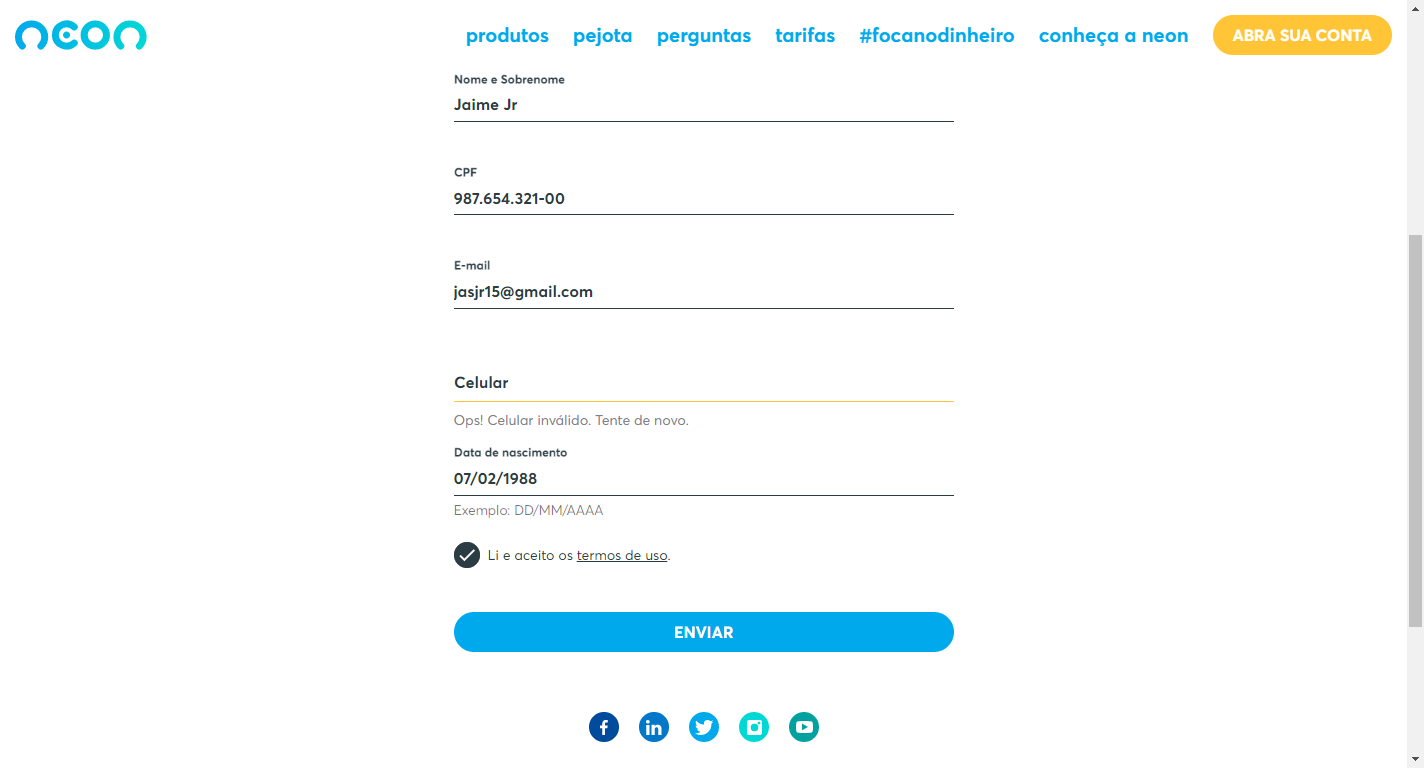 neon
produtos pejota perguntas tarifas #focanodinheiro conheça a neon ABRA SUA CONTA
Nome e Sobrenome
Jaime Jr
CPF
987.654.321-00
E-mail
jasjr15@gmail.com
Celular
Ops! Celular inválido. Tente de novo.
Data de nascimento
07/02/1988
Exemplo: DD/MM/AAAA
Li e aceito os termos de uso.
ENVIAR